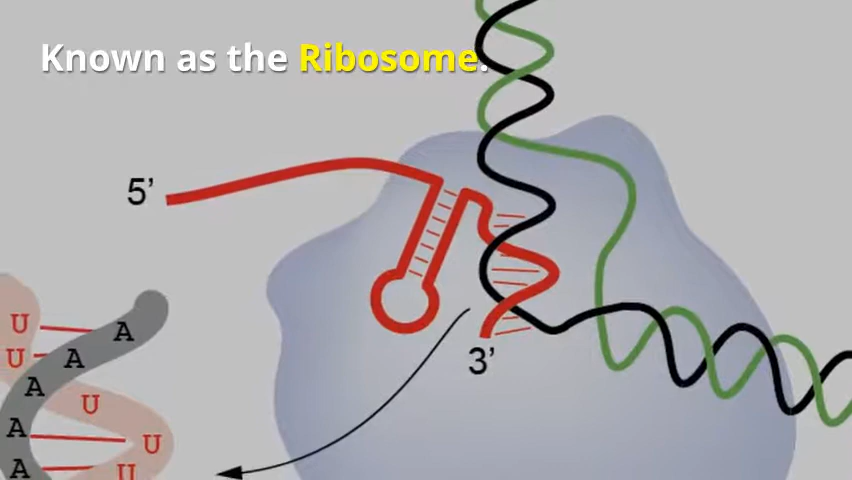 Known as the Ribosome.
5’
3’
U A
U A
A
U
A
U
A U